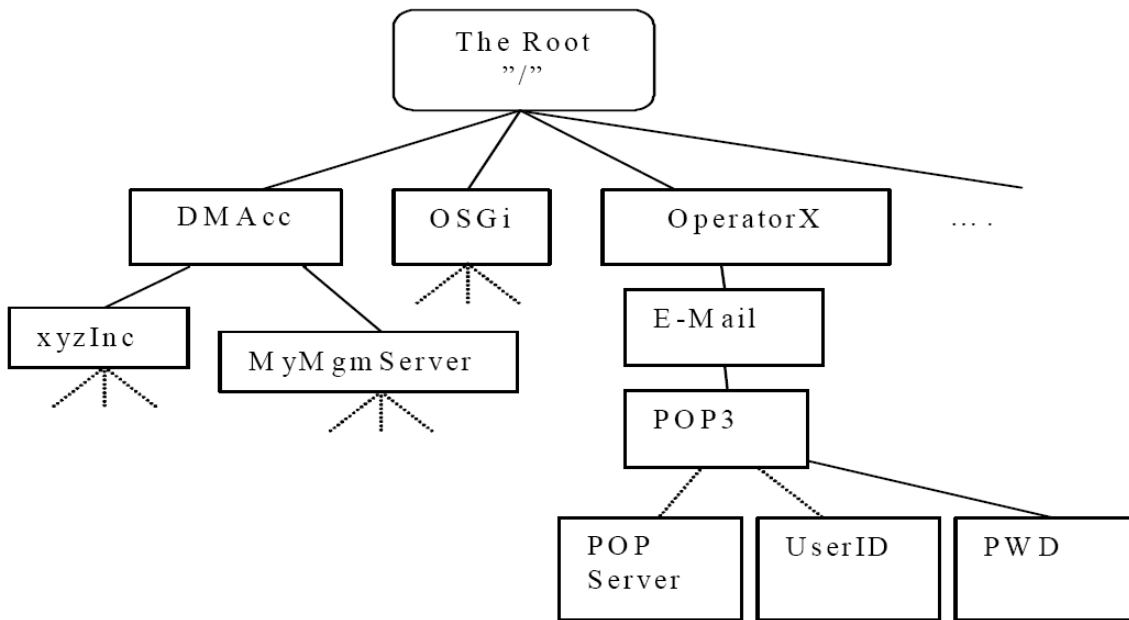 The Root
”/”
DMAcc
OSGi
OperatorX
... .
xyzInc
MyMgmServer
E-Mail
POP3
POP
Server
UserID
PWD